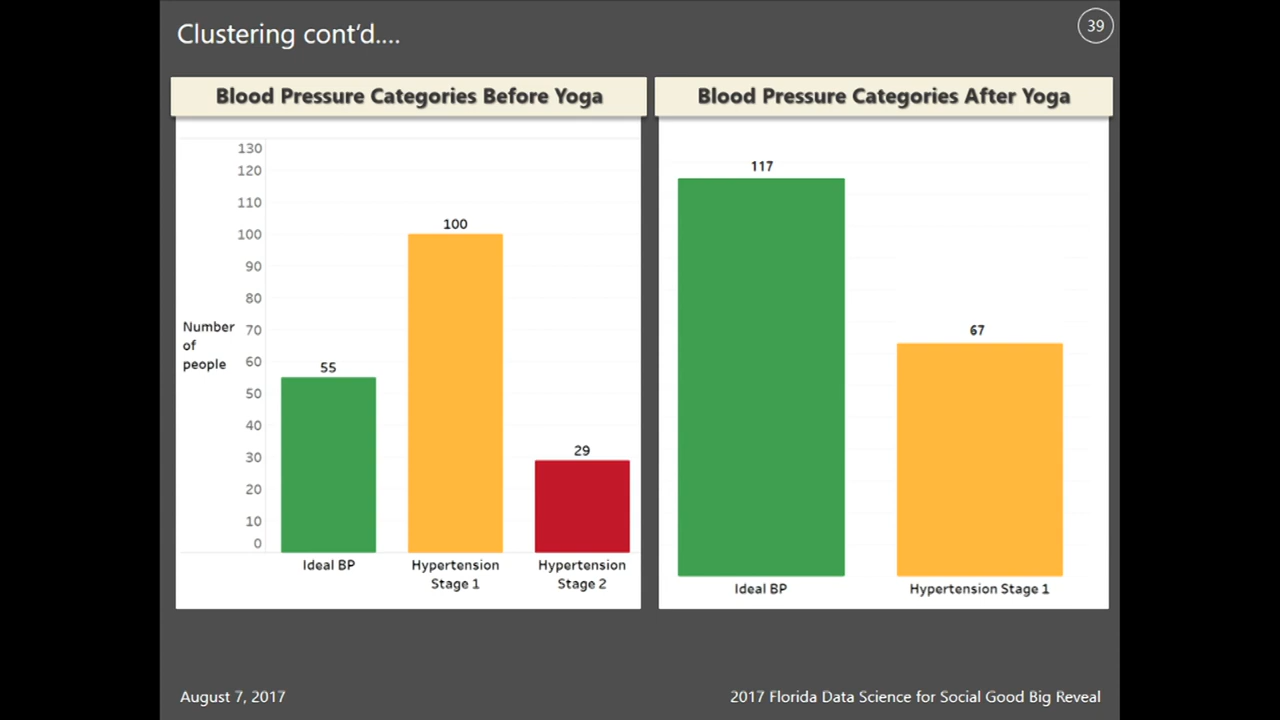 Clustering cont'd....
39
Blood Pressure Categories Before Yoga
130
120
110
100
90
80
70
60
50
40
30
20
10
0
Number
of
people
55
100
29
Ideal BP
Hypertension
Stage 1
Hypertension
Stage 2
Blood Pressure Categories After Yoga
117
67
Ideal BP
Hypertension Stage 1
August 7, 2017
2017 Florida Data Science for Social Good Big Reveal